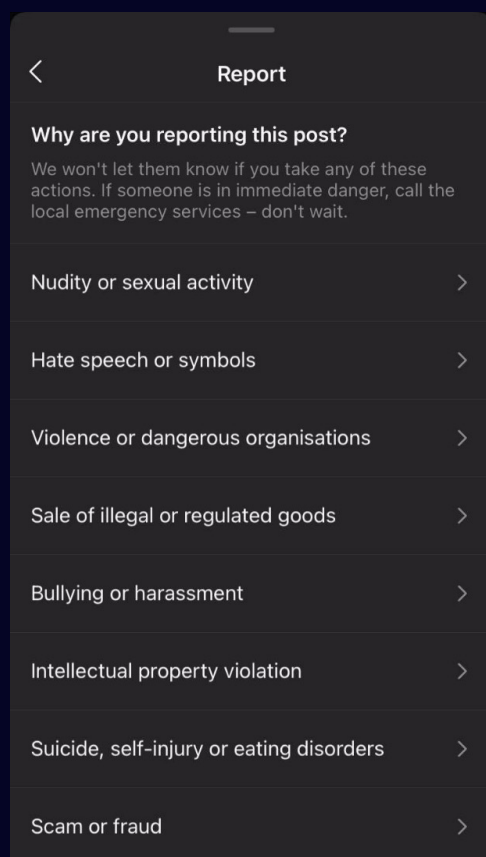 Report
Why are you reporting this post?
We won't let them know if you take any of these
actions. If someone is in immediate danger, call the
local emergency services – don't wait.
Nudity or sexual activity
Hate speech or symbols
Violence or dangerous organisations
Sale of illegal or regulated goods
Bullying or harassment
Intellectual property violation
Suicide, self-injury or eating disorders
Scam or fraud